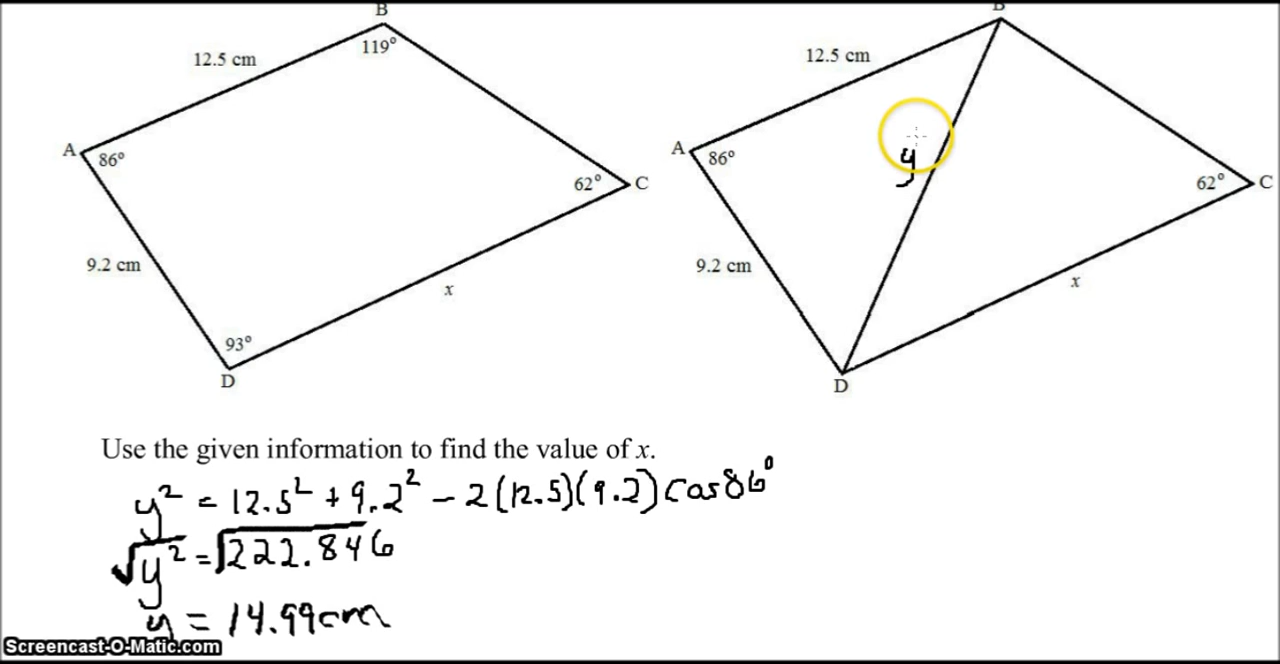 B
12.5 cm
119°
A
86°
62°
C
9.2 cm
x
93°
D
B
12.5 cm
A
86°
y
62°
C
9.2 cm
x
D
Use the given information to find the value of x.
y² = 12.5² + 9.2² - 2(12.5)(9.2) cos86°
√y² = √222.846
y = 14.99cm
Screencast-O-Matic.com